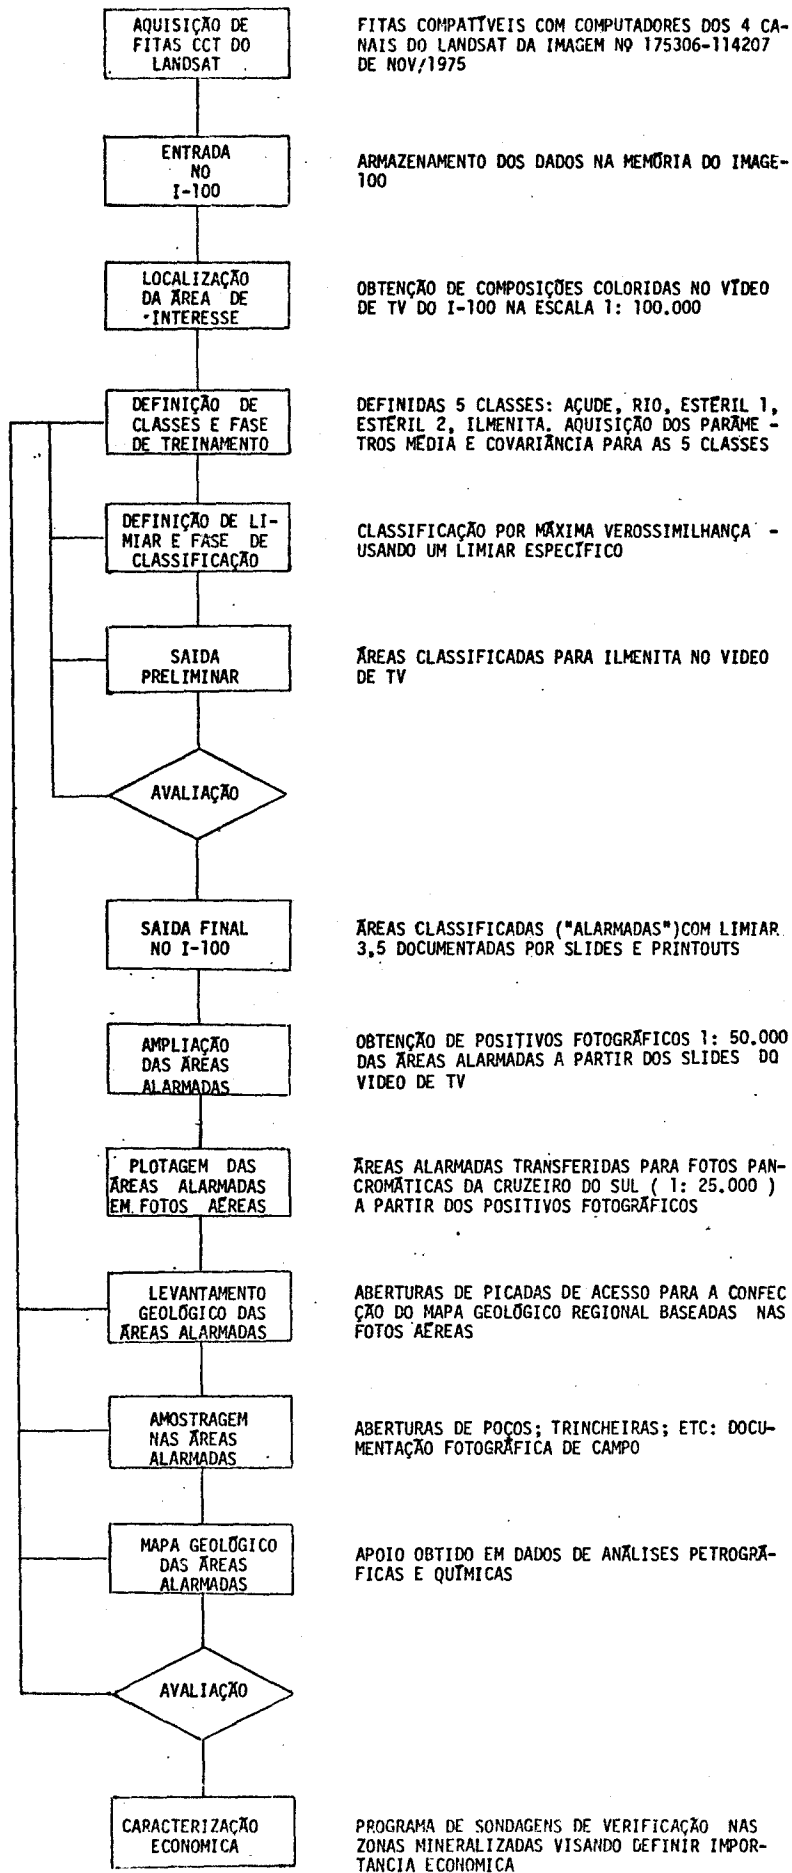 AQUISIÇÃO DE
FITAS CCT DO
LANDSAT
FITAS COMPATÍVEIS COM COMPUTADORES DOS 4 CA-
NAIS DO LANDSAT DA IMAGEM Nº 175306-114207
DE NOV/1975
ENTRADA
NO
I-100
ARMAZENAMENTO DOS DADOS NA MEMÓRIA DO IMAGE-
100
LOCALIZAÇÃO
DA ÁREA DE
INTERESSE
OBTENÇÃO DE COMPOSIÇÕES COLORIDAS NO VÍDEO
DE TV DO I-100 NA ESCALA 1: 100.000
DEFINIÇÃO DE
CLASSES E FASE
DE TREINAMENTO
DEFINIDAS 5 CLASSES: AÇUDE, RIO, ESTÉRIL 1,
ESTÉRIL 2, ILMENITA. AQUISIÇÃO DOS PARÂME -
TROS MÉDIA E COVARIÂNCIA PARA AS 5 CLASSES
DEFINIÇÃO DE LI-
MIAR E FASE DE
CLASSIFICAÇÃO
CLASSIFICAÇÃO POR MÁXIMA VEROSSIMILHANÇA -
USANDO UM LIMIAR ESPECÍFICO
SAIDA
PRELIMINAR
ÁREAS CLASSIFICADAS PARA ILMENITA NO VIDEO
DE TV
AVALIAÇÃO
SAIDA FINAL
NO I-100
ÁREAS CLASSIFICADAS ("ALARMADAS")COM LIMIAR
3,5 DOCUMENTADAS POR SLIDES E PRINTOUTS
AMPLIAÇÃO
DAS ÁREAS
ALARMADAS
OBTENÇÃO DE POSITIVOS FOTOGRÁFICOS 1: 50.000
DAS ÁREAS ALARMADAS A PARTIR DOS SLIDES DO
VIDEO DE TV
PLOTAGEM DAS
ÁREAS ALARMADAS
EM FOTOS AÉREAS
ÁREAS ALARMADAS TRANSFERIDAS PARA FOTOS PAN-
CROMÁTICAS DA CRUZEIRO DO SUL ( 1: 25.000 )
A PARTIR DOS POSITIVOS FOTOGRÁFICOS
LEVANTAMENTO
GEOLÓGICO DAS
ÁREAS ALARMADAS
ABERTURAS DE PICADAS DE ACESSO PARA A CONFEC
ÇÃO DO MAPA GEOLÓGICO REGIONAL BASEADAS NAS
FOTOS AÉREAS
AMOSTRAGEM
NAS ÁREAS
ALARMADAS
ABERTURAS DE POÇOS; TRINCHEIRAS; ETC: DOCU-
MENTAÇÃO FOTOGRÁFICA DE CAMPO
MAPA GEOLÓGICO
DAS ÁREAS
ALARMADAS
APOIO OBTIDO EM DADOS DE ANÁLISES PETROGRÁ-
FICAS E QUÍMICAS
AVALIAÇÃO
CARACTERIZAÇÃO
ECONOMICA
PROGRAMA DE SONDAGENS DE VERIFICAÇÃO NAS
ZONAS MINERALIZADAS VISANDO DEFINIR IMPOR-
TANCIA ECONOMICA